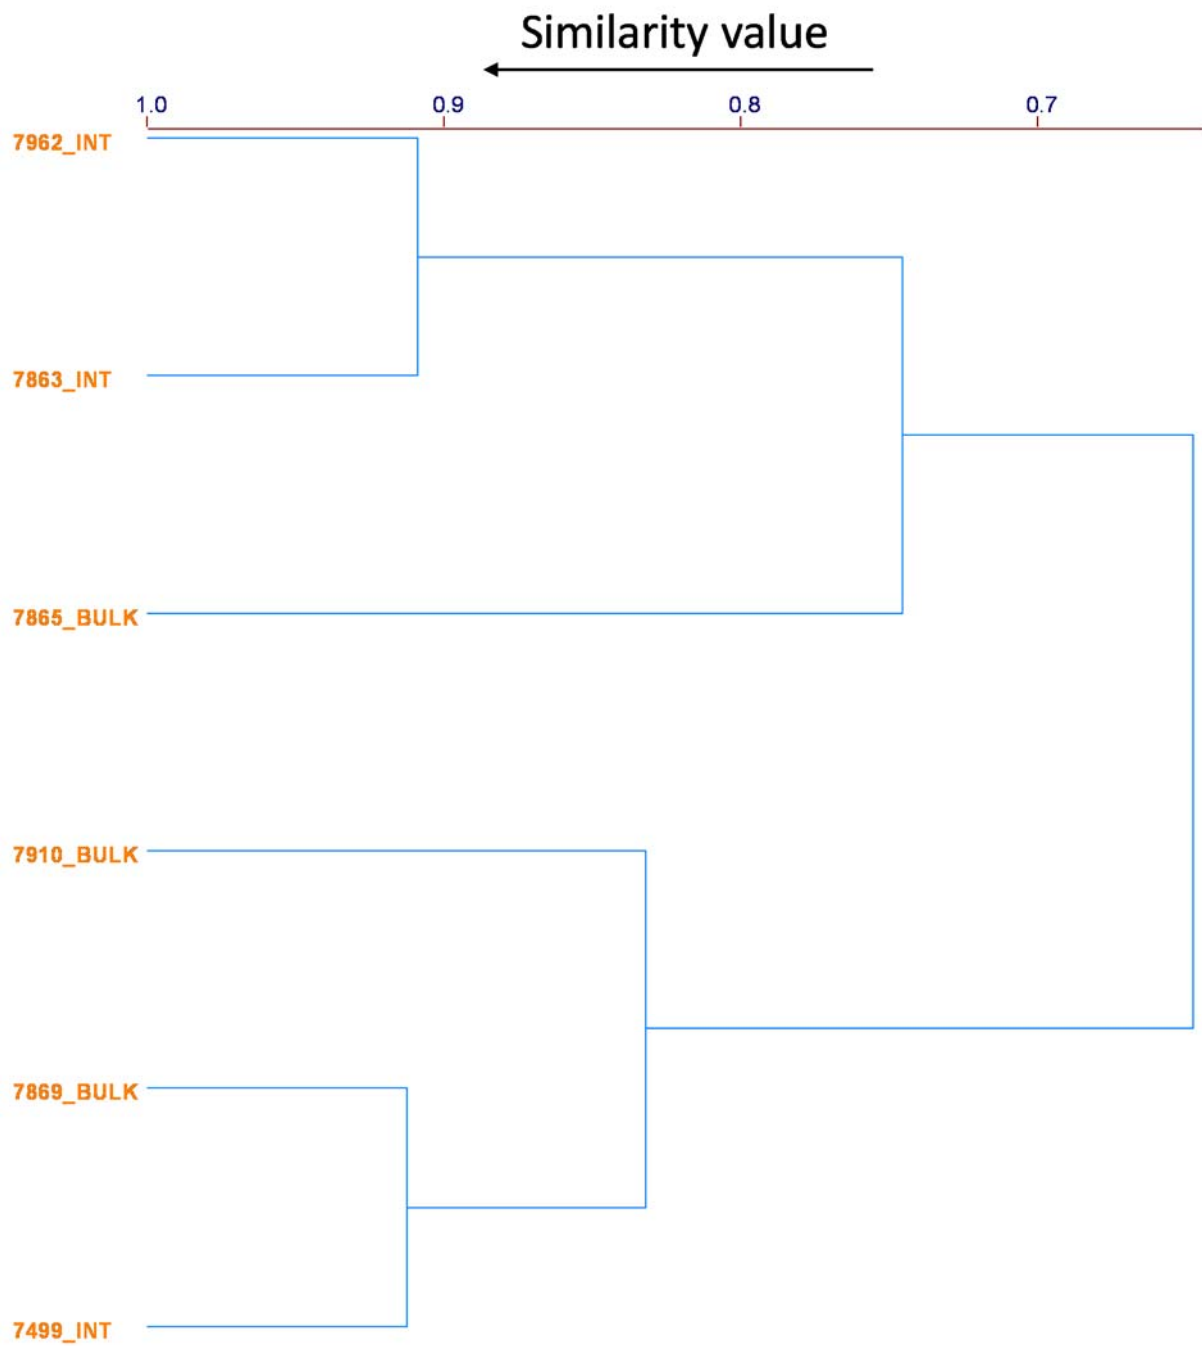 Similarity value
1.0 0.9 0.8 0.7
7962_INT
7863_INT
7865_BULK
7910_BULK
7869_BULK
7499_INT